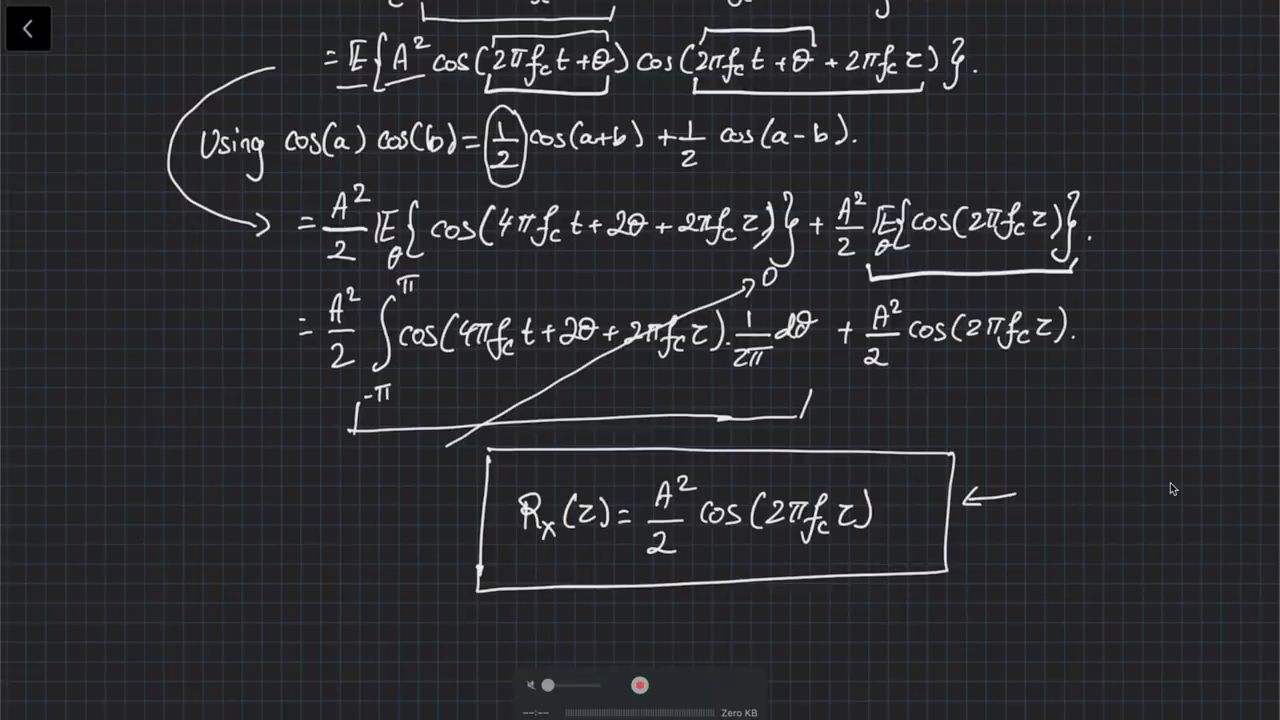 = E{A² cos(2πf_c t + θ) cos(2πf_c t + θ + 2πf_c τ)}.
Using cos(a) cos(b) = 1/2 cos(a+b) + 1/2 cos(a-b).
= A²/2 E_θ{cos(4πf_c t + 2θ + 2πf_c τ)} + A²/2 E_θ{cos(2πf_c τ)}.
= A²/2 ∫_{-π}^{π} cos(4πf_c t + 2θ + 2πf_c τ) . 1/2π dθ → 0 + A²/2 cos(2πf_c τ).
R_X(τ) = A²/2 cos(2πf_c τ) ←
--:-- Zero KB